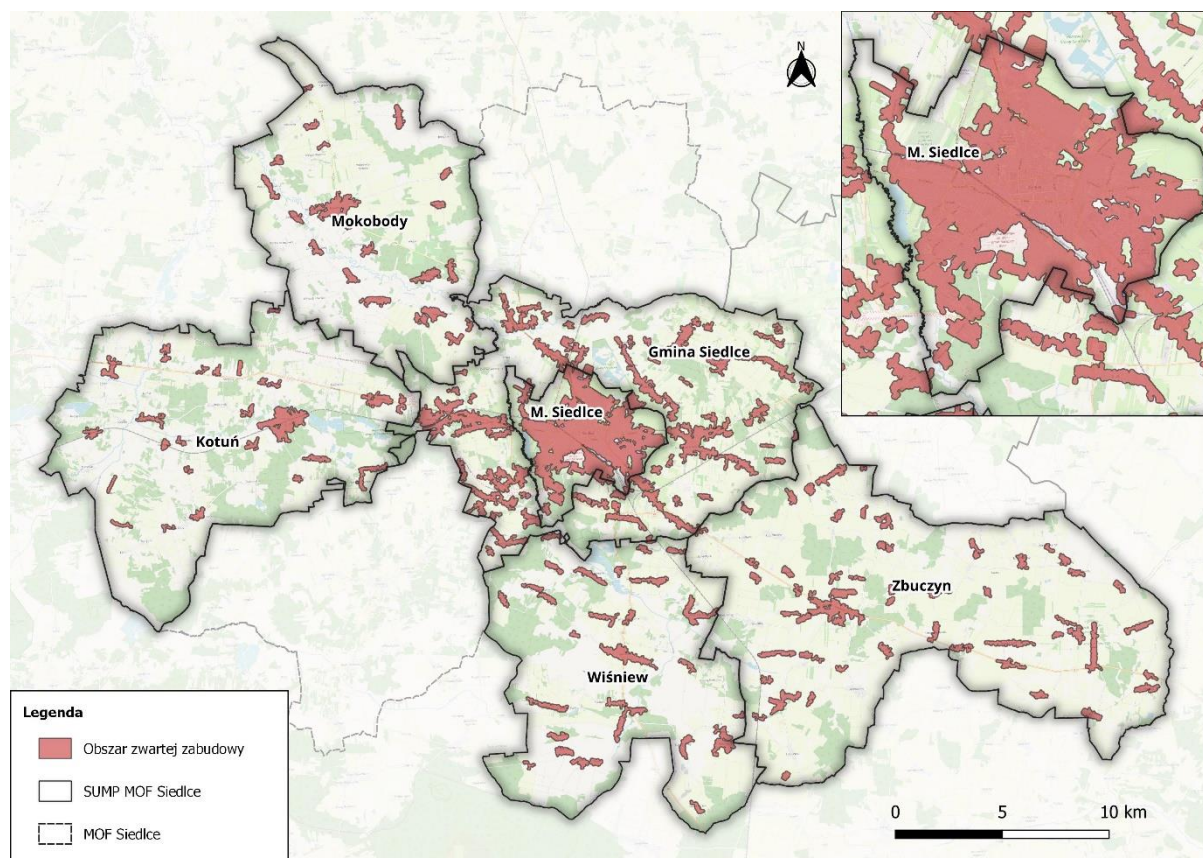 N
M. Siedlce
Mokobody
Gmina Siedlce
M. Siedlce
Kotuń
Zbuczyn
Wiśniew
Legenda
Obszar zwartej zabudowy
SUMP MOF Siedlce
MOF Siedlce
0 5 10 km